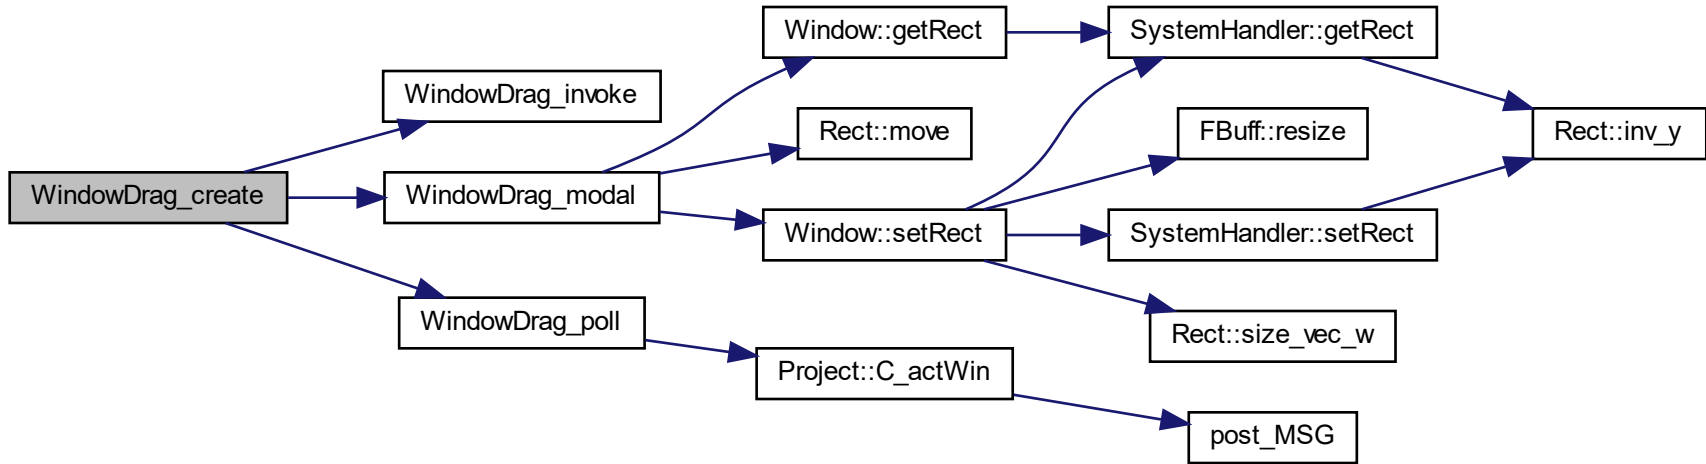 WindowDrag_create
WindowDrag_invoke
WindowDrag_modal
WindowDrag_poll
Window::getRect
Rect::move
Window::setRect
Project::C_actWin
SystemHandler::getRect
FBuff::resize
SystemHandler::setRect
Rect::size_vec_w
post_MSG
Rect::inv_y